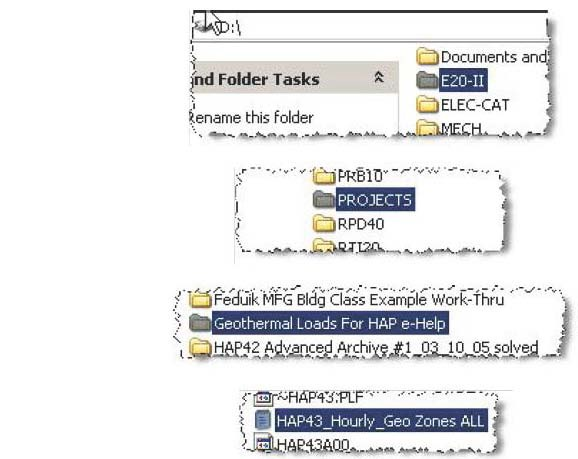 D:\
nd Folder Tasks
Rename this folder
Documents and
E20-II
ELEC-CAT
MECH
PRB10
PROJECTS
RPD40
RTI20
Feduik MFG Bldg Class Example Work-Thru
Geothermal Loads For HAP e-Help
HAP42 Advanced Archive #1_03_10_05 solved
~HAP43.PLF
HAP43_Hourly_Geo Zones ALL
HAP43A00